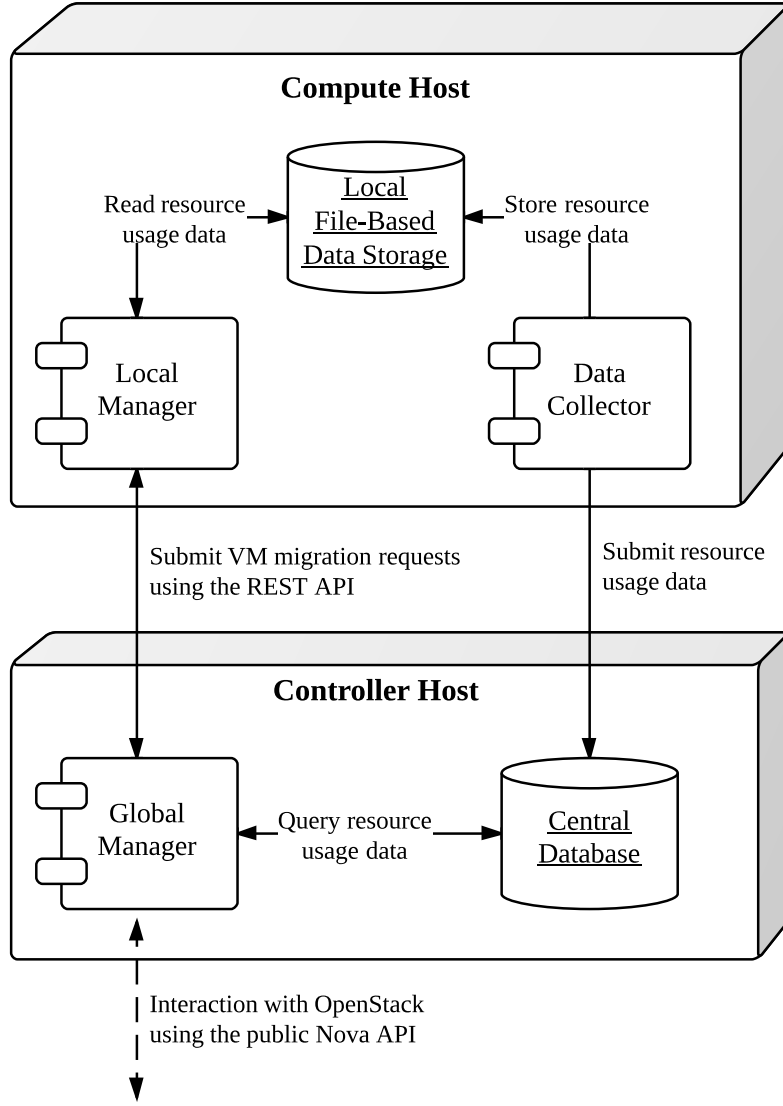 Compute Host
Local
File-Based
Data Storage
Read resource
usage data
Store resource
usage data
Local
Manager
Data
Collector
Submit VM migration requests
using the REST API
Submit resource
usage data
Controller Host
Global
Manager
Query resource
usage data
Central
Database
Interaction with OpenStack
using the public Nova API